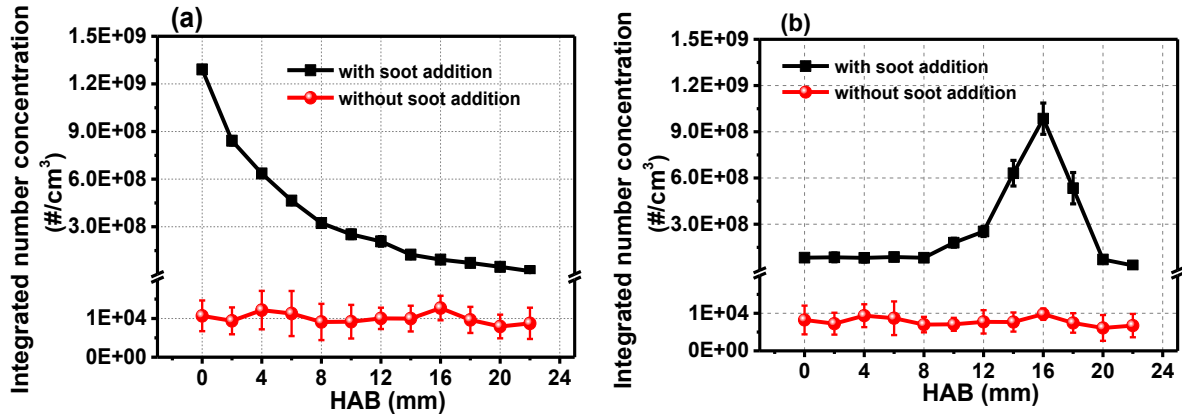 (a)
Integrated number concentration
(#/cm³)
1.5E+09
1.2E+09
9.0E+08
6.0E+08
3.0E+08
1E+04
0E+00
with soot addition
without soot addition
0 4 8 12 16 20 24
HAB (mm)
(b)
Integrated number concentration
(#/cm³)
1.5E+09
1.2E+09
9.0E+08
6.0E+08
3.0E+08
1E+04
0E+00
with soot addition
without soot addition
0 4 8 12 16 20 24
HAB (mm)